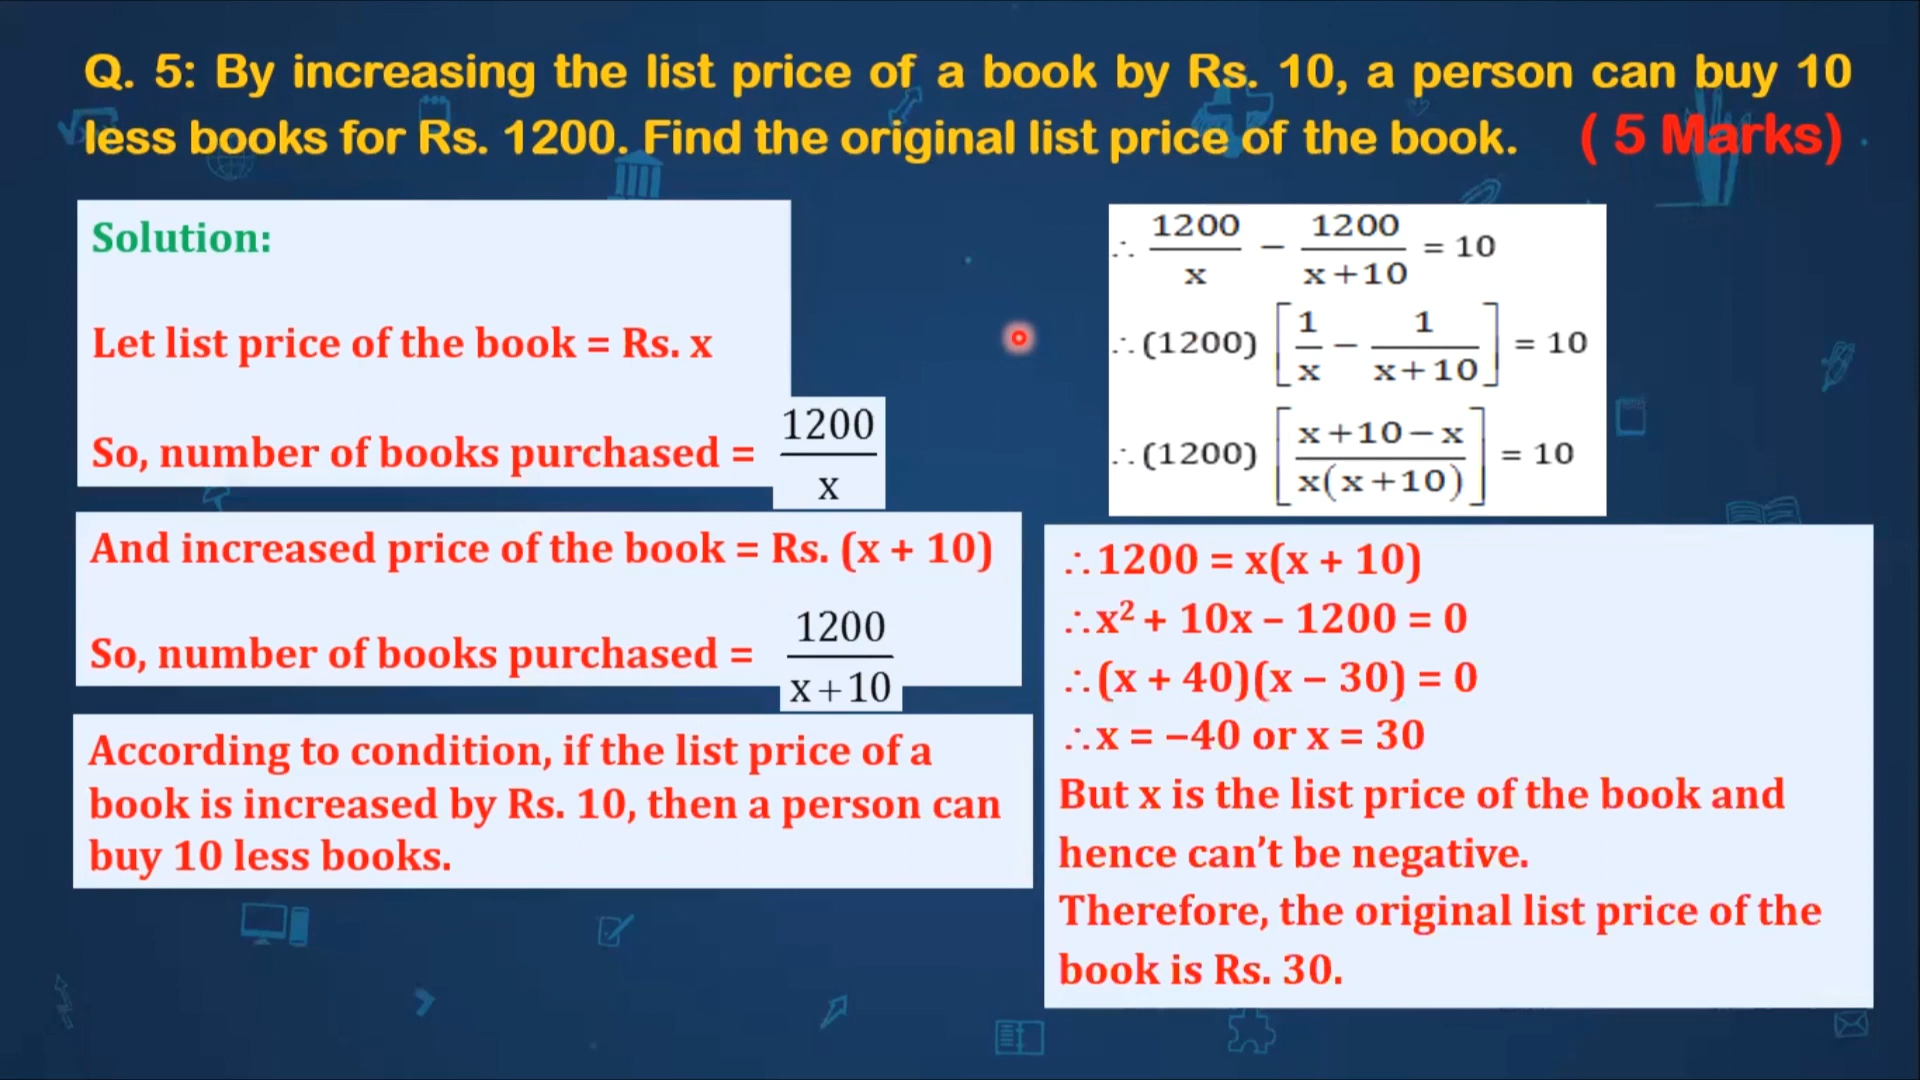 Q. 5: By increasing the list price of a book by Rs. 10, a person can buy 10
less books for Rs. 1200. Find the original list price of the book. ( 5 Marks)
Solution:
Let list price of the book = Rs. x
So, number of books purchased = 1200/x
And increased price of the book = Rs. (x + 10)
So, number of books purchased = 1200/x+10
According to condition, if the list price of a
book is increased by Rs. 10, then a person can
buy 10 less books.
∴ 1200/x − 1200/x+10 = 10
∴ (1200) [1/x − 1/x+10] = 10
∴ (1200) [x+10−x/x(x+10)] = 10
∴ 1200 = x(x + 10)
∴ x² + 10x – 1200 = 0
∴ (x + 40)(x – 30) = 0
∴ x = –40 or x = 30
But x is the list price of the book and
hence can’t be negative.
Therefore, the original list price of the
book is Rs. 30.